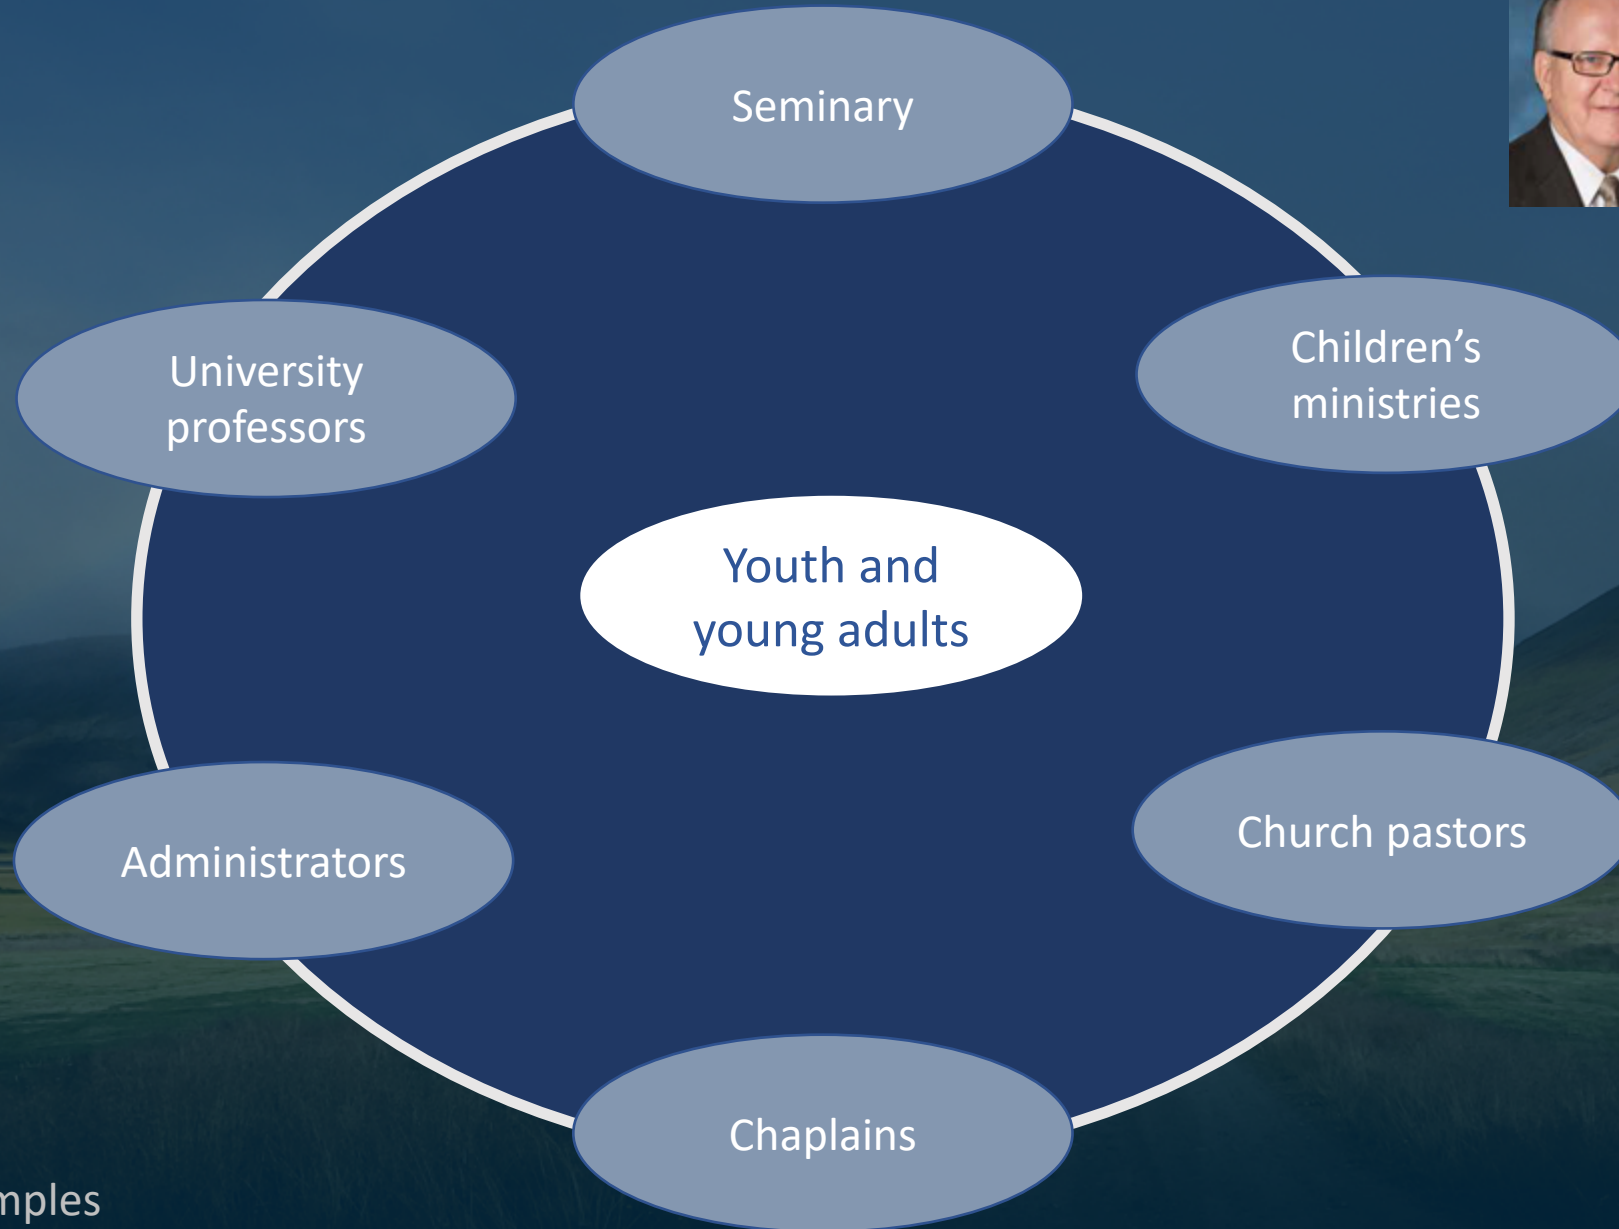 Seminary
Children’s
ministries
University
professors
Youth and
young adults
Church pastors
Administrators
Chaplains
mples